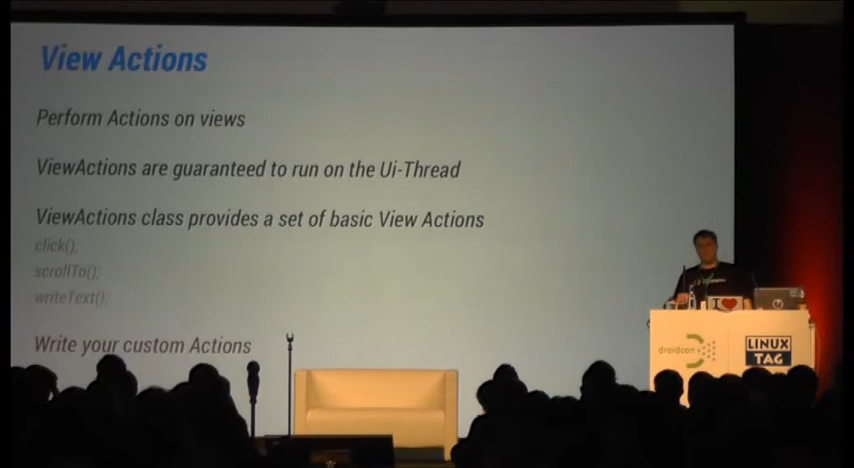 View Actions
Perform Actions on views
ViewActions are guaranteed to run on the Ui-Thread
ViewActions class provides a set of basic View Actions
click();
scrollTo();
writeText();
Write your custom Actions
I
droidcon
LINUX
TAG